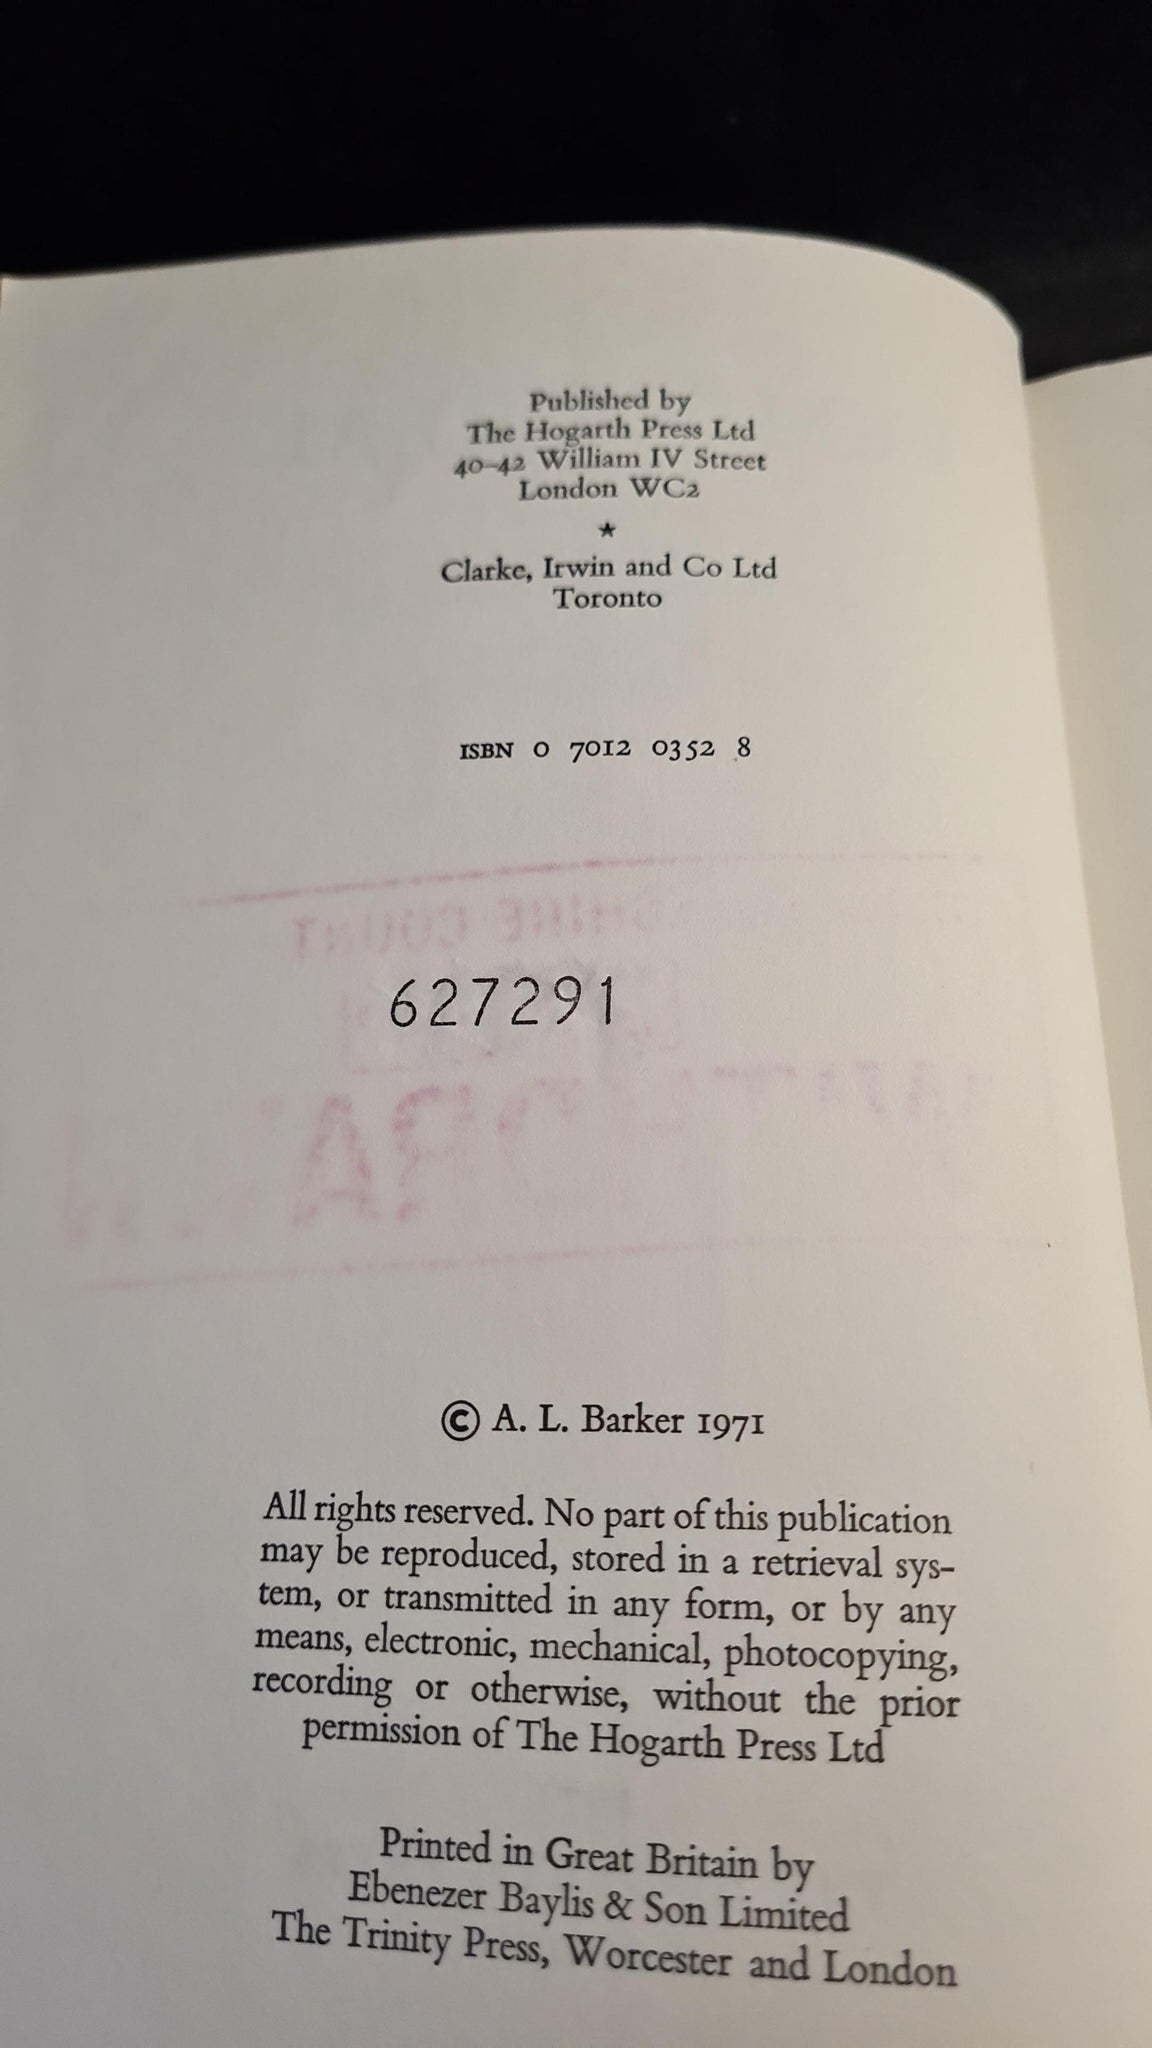 Published by
The Hogarth Press Ltd
40–42 William IV Street
London WC2
★
Clarke, Irwin and Co Ltd
Toronto
ISBN 0 7012 0352 8
627291
© A. L. Barker 1971
All rights reserved. No part of this publication
may be reproduced, stored in a retrieval sys-
tem, or transmitted in any form, or by any
means, electronic, mechanical, photocopying,
recording or otherwise, without the prior
permission of The Hogarth Press Ltd
Printed in Great Britain by
Ebenezer Baylis & Son Limited
The Trinity Press, Worcester and London